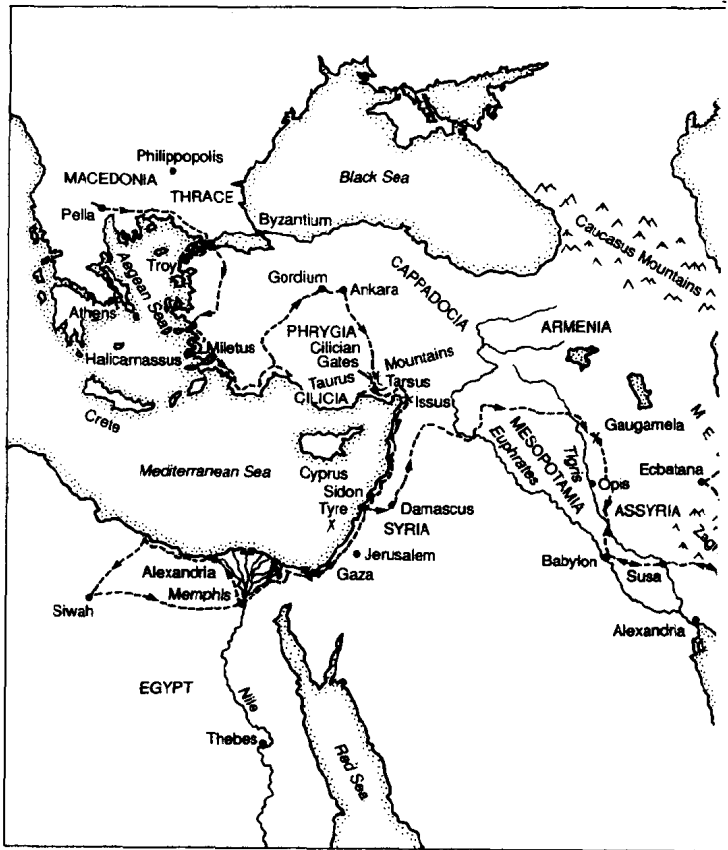 Philippopolis
MACEDONIA
THRACE
Black Sea
Pella
Byzantium
Caucasus Mountains
Troy
Aegean Sea
Gordium
Ankara
CAPPADOCIA
Athens
PHRYGIA
ARMENIA
Miletus
Cilician
Gates
Halicarnassus
Mountains
Taurus
Tarsus
CILICIA
Issus
Crete
Gaugamela
M E
MESOPOTAMIA
Tigris
Euphrates
Mediterranean Sea
Cyprus
Ecbatana
Opis
Sidon
Tyre
Damascus
ASSYRIA
SYRIA
Zag
Jerusalem
Alexandria
Gaza
Babylon
Susa
Memphis
Siwah
Alexandria
EGYPT
Nile
Thebes
Red Sea